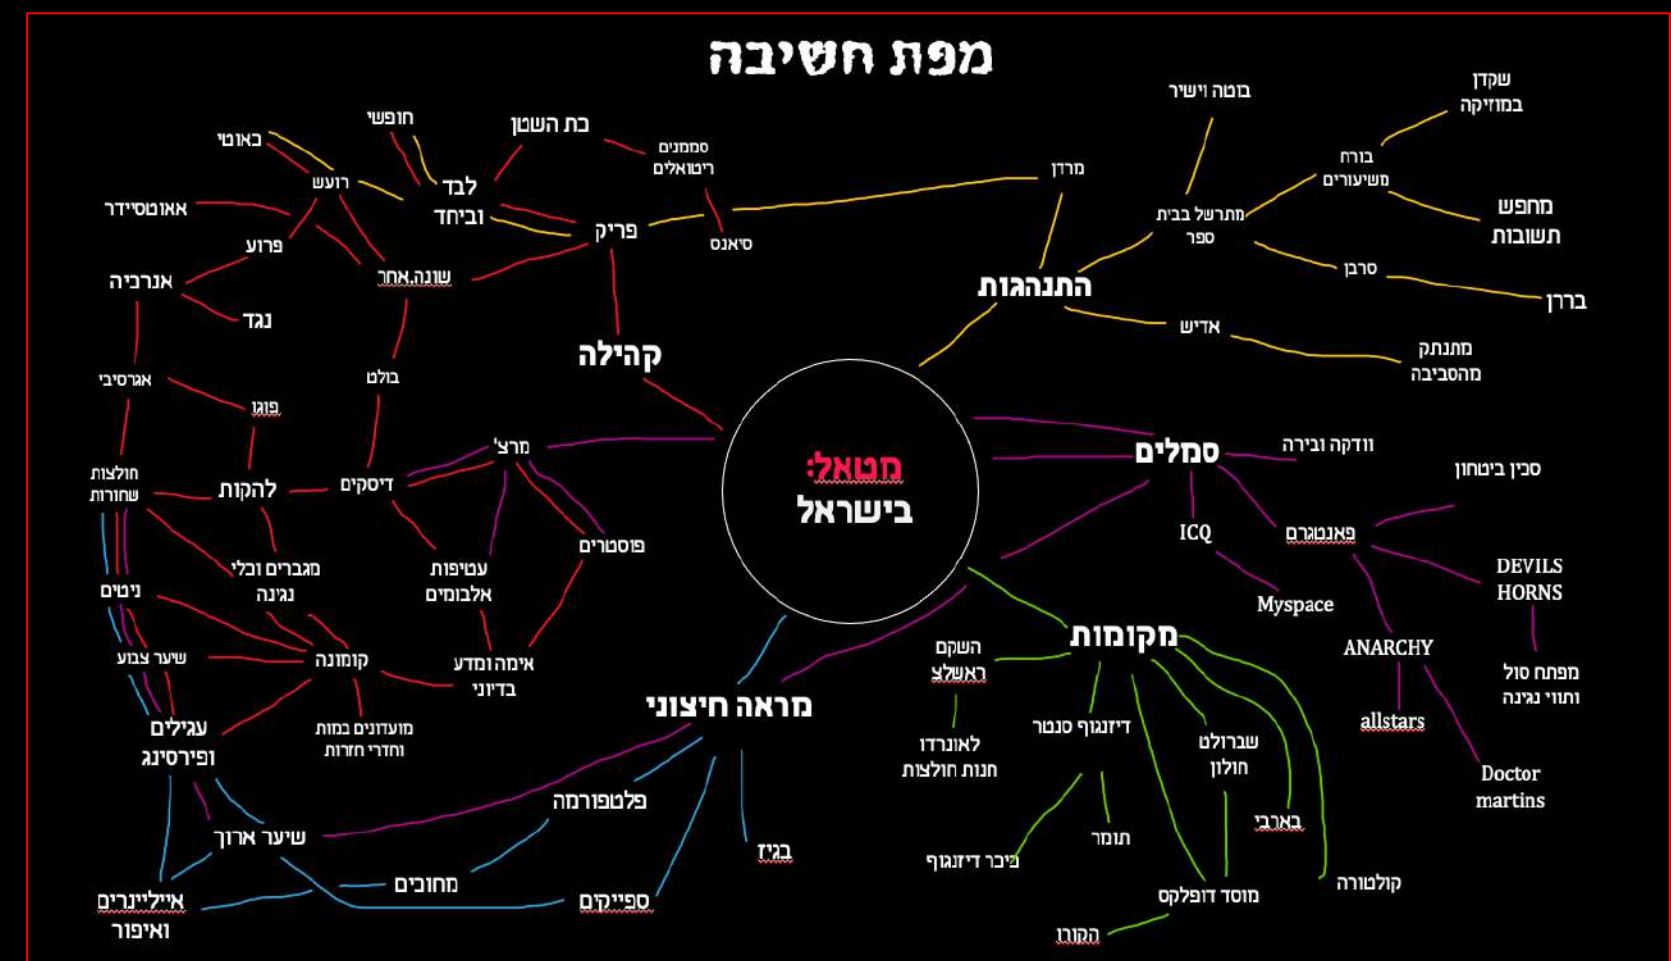 מפת חשיבה
שקדן
במוזיקה
בוטה וישיר
בורח
משיעורים
מחפש
תשובות
מרדן
מתרשל בבית
ספר
סרבן
בררן
התנהגות
אדיש
מתנתק
מהסביבה
כת השטן
סממנים
ריטואלים
סיאנס
חופשי
כאוטי
לבד
וביחד
רועש
אאוטסיידר
פריק
פרוע
שונה,אחר
אנרכיה
נגד
קהילה
בולט
אגרסיבי
פוגו
מרצ'
חולצות
שחורות
להקות
דיסקים
פוסטרים
מגברים וכלי
נגינה
עטיפות
אלבומים
ניטים
שיער צבוע
קומונה
אימה ומדע
בדיוני
עגילים
ופירסינג
מועדונים במות
וחדרי חזרות
מטאל:
בישראל
סמלים
וודקה ובירה
סכין ביטחון
ICQ
פאנטגרם
Myspace
DEVILS
HORNS
ANARCHY
מפתח סול
ותווי נגינה
allstars
Doctor
martins
מקומות
השקם
ראשלצ
לאונרדו
חנות חולצות
דיזנגוף סנטר
שברולט
חולון
בארבי
תומר
כיכר דיזנגוף
מוסד דופלקס
קולטורה
הקורו
מראה חיצוני
פלטפורמה
בגיז
שיער ארוך
מחוכים
ספייקים
אייליינרים
ואיפור